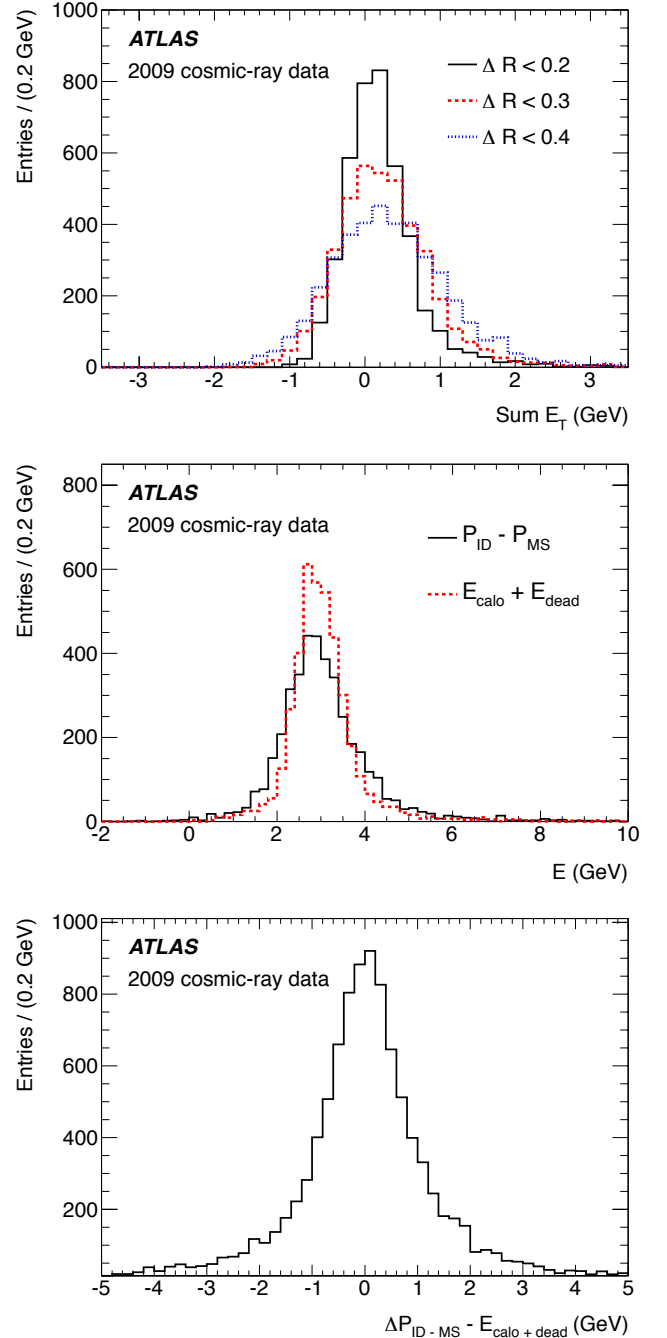 1000
800
600
400
200
0
Entries / (0.2 GeV)
ATLAS
2009 cosmic-ray data
Δ R < 0.2
Δ R < 0.3
Δ R < 0.4
-3 -2 -1 0 1 2 3
Sum E_T (GeV)
800
600
400
200
0
Entries / (0.2 GeV)
ATLAS
2009 cosmic-ray data
P_ID - P_MS
E_calo + E_dead
-2 0 2 4 6 8 10
E (GeV)
1000
800
600
400
200
Entries / (0.2 GeV)
ATLAS
2009 cosmic-ray data
-5 -4 -3 -2 -1 0 1 2 3 4 5
ΔP_ID - MS - E_calo + dead (GeV)